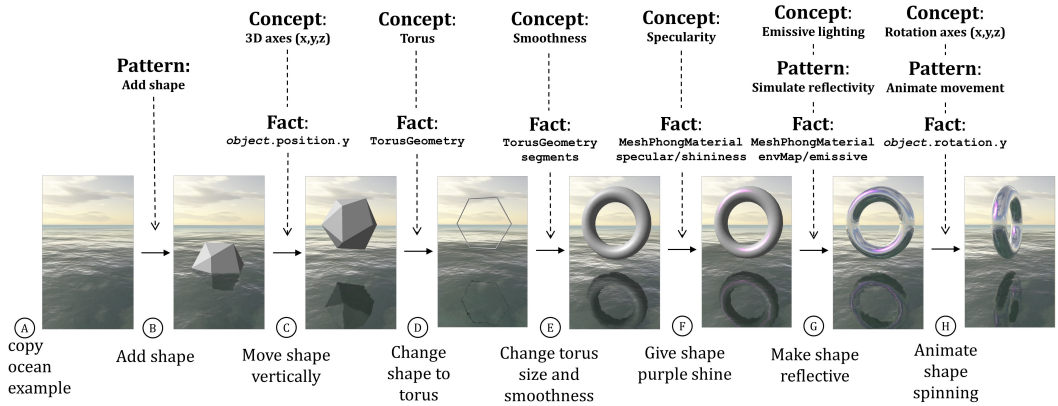 Pattern:
Add shape
Concept:
3D axes (x,y,z)
Fact:
object.position.y
Concept:
Torus
Fact:
TorusGeometry
Concept:
Smoothness
Fact:
TorusGeometry
segments
Concept:
Specularity
Fact:
MeshPhongMaterial
specular/shininess
Concept:
Emissive lighting
Pattern:
Simulate reflectivity
Fact:
MeshPhongMaterial
envMap/emissive
Concept:
Rotation axes (x,y,z)
Pattern:
Animate movement
Fact:
object.rotation.y
A
copy
ocean
example
B
Add shape
C
Move shape
vertically
D
Change
shape to
torus
E
Change torus
size and
smoothness
F
Give shape
purple shine
G
Make shape
reflective
H
Animate
shape
spinning